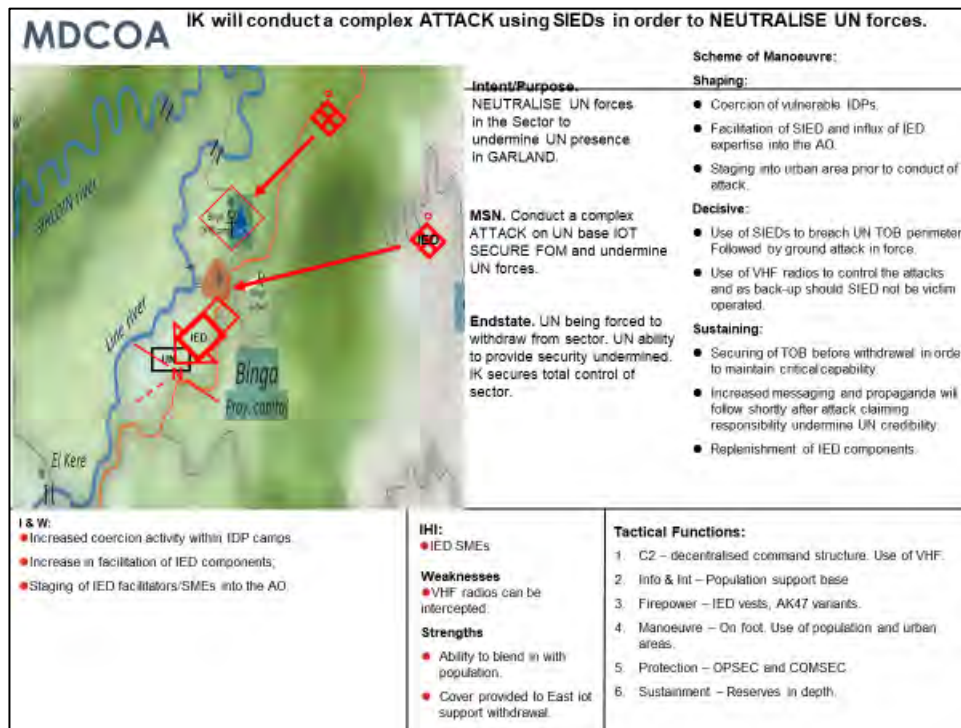 MDCOA
IK will conduct a complex ATTACK using SIEDs in order to NEUTRALISE UN forces.
SHALDIN river
Line river
IED
IED
UN
N
Binga
Prov. capital
El Kere
Intent/Purpose.
NEUTRALISE UN forces
in the Sector to
undermine UN presence
in GARLAND.
MSN. Conduct a complex
ATTACK on UN base IOT
SECURE FOM and undermine
UN forces.
Endstate. UN being forced to
withdraw from sector. UN ability
to provide security undermined.
IK secures total control of
sector.
Scheme of Manoeuvre:
Shaping:
● Coercion of vulnerable IDPs.
● Facilitation of SIED and influx of IED
expertise into the AO.
● Staging into urban area prior to conduct of
attack.
Decisive:
● Use of SIEDs to breach UN TOB perimeter.
Followed by ground attack in force.
● Use of VHF radios to control the attacks
and as back-up should SIED not be victim
operated.
Sustaining:
● Securing of TOB before withdrawal in order
to maintain critical capability.
● Increased messaging and propaganda will
follow shortly after attack claiming
responsibility undermine UN credibility.
● Replenishment of IED components.
I & W:
● Increased coercion activity within IDP camps.
● Increase in facilitation of IED components;
● Staging of IED facilitators/SMEs into the AO.
IHI:
● IED SMEs
Weaknesses
● VHF radios can be
intercepted.
Strengths
● Ability to blend in with
population.
● Cover provided to East iot
support withdrawal.
Tactical Functions:
1. C2 – decentralised command structure. Use of VHF.
2. Info & Int – Population support base
3. Firepower – IED vests, AK47 variants.
4. Manoeuvre – On foot. Use of population and urban
areas.
5. Protection – OPSEC and COMSEC
6. Sustainment – Reserves in depth.